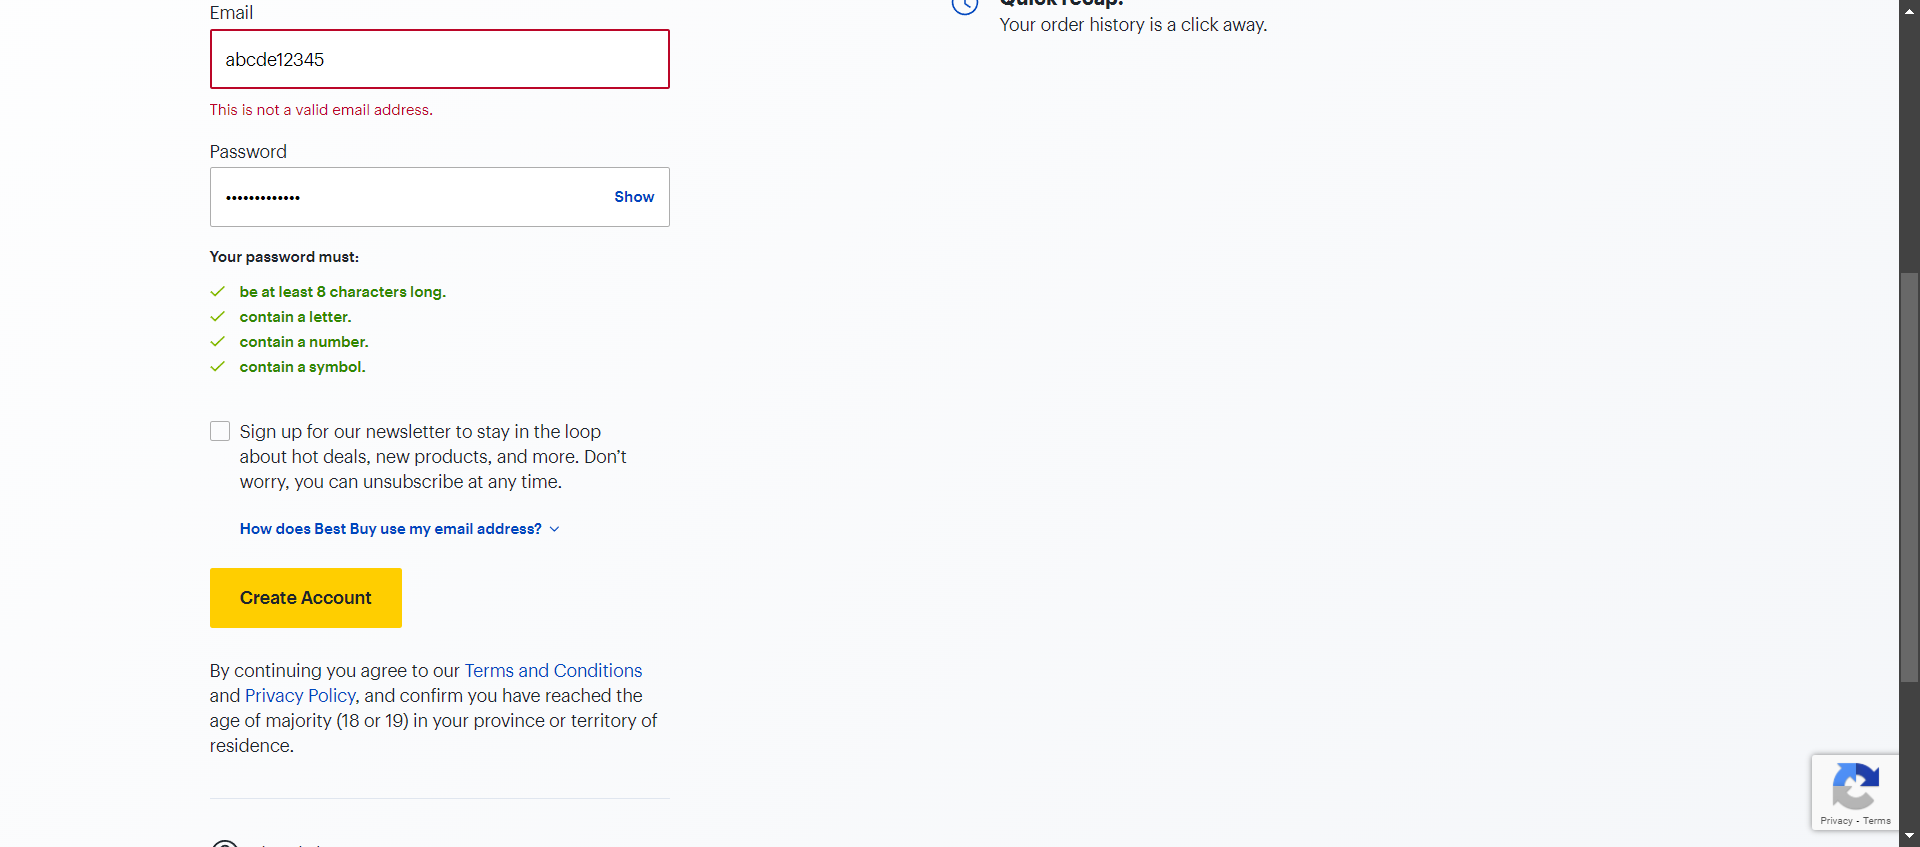 Email
Quick recap.
Your order history is a click away.
abcde12345
This is not a valid email address.
Password
•••••••••••••
Show
Your password must:
be at least 8 characters long.
contain a letter.
contain a number.
contain a symbol.
Sign up for our newsletter to stay in the loop
about hot deals, new products, and more. Don’t
worry, you can unsubscribe at any time.
How does Best Buy use my email address?
Create Account
By continuing you agree to our Terms and Conditions
and Privacy Policy, and confirm you have reached the
age of majority (18 or 19) in your province or territory of
residence.
Privacy - Terms